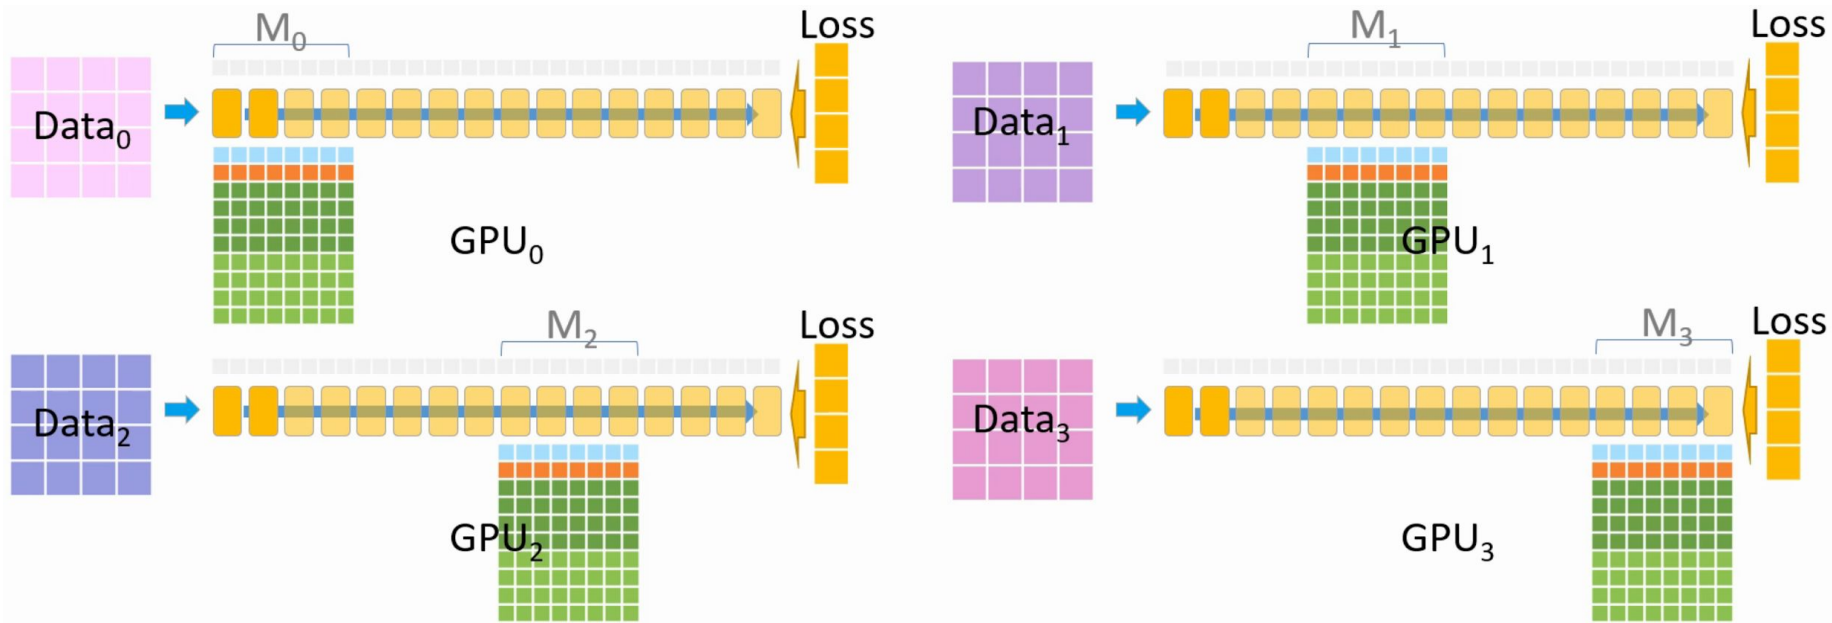 M₀
Loss
Data₀
GPU₀
M₁
Loss
Data₁
GPU₁
M₂
Loss
Data₂
GPU₂
M₃
Loss
Data₃
GPU₃